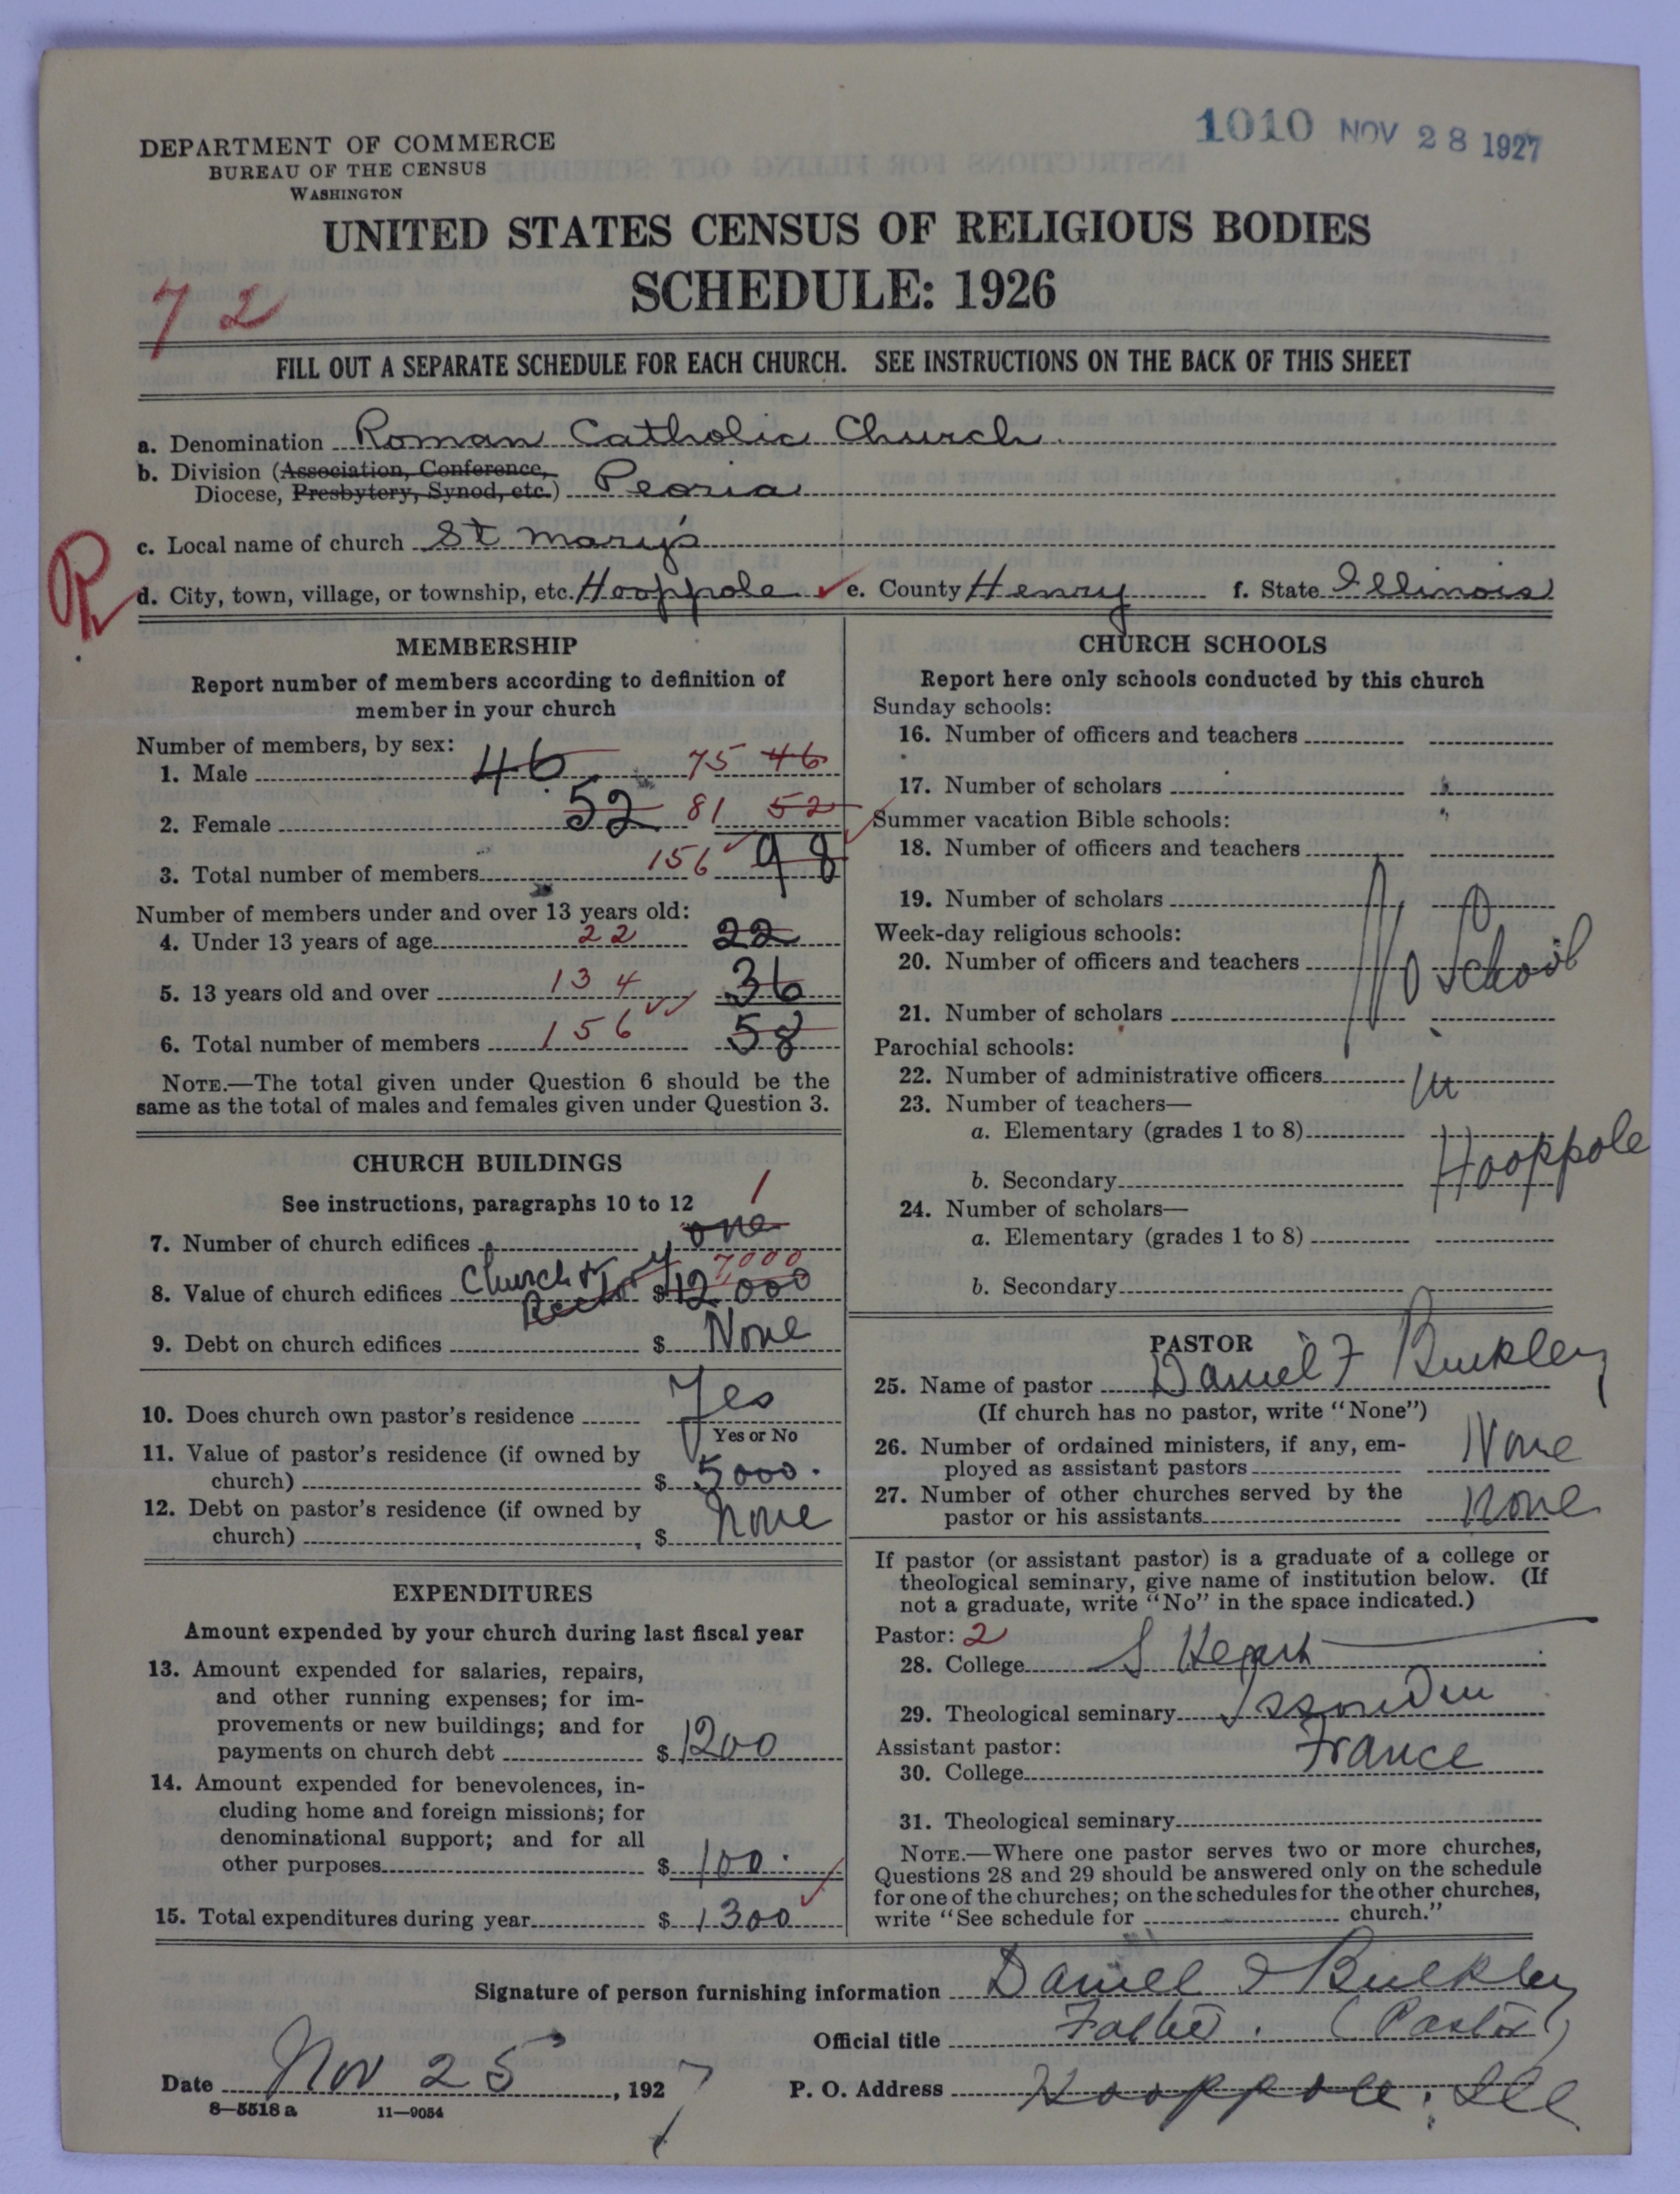 1010 NOV 28 1927
DEPARTMENT OF COMMERCE
BUREAU OF THE CENSUS
WASHINGTON
UNITED STATES CENSUS OF RELIGIOUS BODIES
SCHEDULE: 1926
72
FILL OUT A SEPARATE SCHEDULE FOR EACH CHURCH. SEE INSTRUCTIONS ON THE BACK OF THIS SHEET
a. Denomination Roman Catholic Church
b. Division (Association, Conference,
Diocese, Presbytery, Synod, etc.) Peoria
c. Local name of church St Mary's
R
d. City, town, village, or township, etc. Hooppole e. County Henry f. State Illinois
MEMBERSHIP
Report number of members according to definition of
member in your church
Number of members, by sex:
1. Male 46 75 46
2. Female 52 81 52
3. Total number of members 156 98
Number of members under and over 13 years old:
4. Under 13 years of age 22 22
5. 13 years old and over 134 36
6. Total number of members 156 58
NOTE.—The total given under Question 6 should be the
same as the total of males and females given under Question 3.
CHURCH BUILDINGS
See instructions, paragraphs 10 to 12 1
7. Number of church edifices one
7000
8. Value of church edifices Church & Rectory $ 12000
9. Debt on church edifices $ None
10. Does church own pastor's residence Yes
Yes or No
11. Value of pastor's residence (if owned by
church) $ 5000.
12. Debt on pastor's residence (if owned by
church) $ None
EXPENDITURES
Amount expended by your church during last fiscal year
13. Amount expended for salaries, repairs,
and other running expenses; for im-
provements or new buildings; and for
payments on church debt $ 1200
14. Amount expended for benevolences, in-
cluding home and foreign missions; for
denominational support; and for all
other purposes $ 100.
15. Total expenditures during year $ 1300
CHURCH SCHOOLS
Report here only schools conducted by this church
Sunday schools:
16. Number of officers and teachers
17. Number of scholars
Summer vacation Bible schools:
18. Number of officers and teachers
19. Number of scholars
Week-day religious schools:
20. Number of officers and teachers No School
21. Number of scholars
Parochial schools:
22. Number of administrative officers in
23. Number of teachers—
a. Elementary (grades 1 to 8) Hooppole
b. Secondary
24. Number of scholars—
a. Elementary (grades 1 to 8)
b. Secondary
PASTOR
25. Name of pastor Daniel F Bulkley
(If church has no pastor, write "None")
26. Number of ordained ministers, if any, em-
ployed as assistant pastors None
27. Number of other churches served by the
pastor or his assistants None
If pastor (or assistant pastor) is a graduate of a college or
theological seminary, give name of institution below. (If
not a graduate, write "No" in the space indicated.)
Pastor: 2
28. College S Heart
29. Theological seminary Issoudun
Assistant pastor: France
30. College
31. Theological seminary
NOTE.—Where one pastor serves two or more churches,
Questions 28 and 29 should be answered only on the schedule
for one of the churches; on the schedules for the other churches,
write "See schedule for church."
Signature of person furnishing information Daniel F Bulkley
Official title Father. (Pastor)
Date Nov 25, 1927 P. O. Address Hooppole, Ill
8—5518 a 11—9054